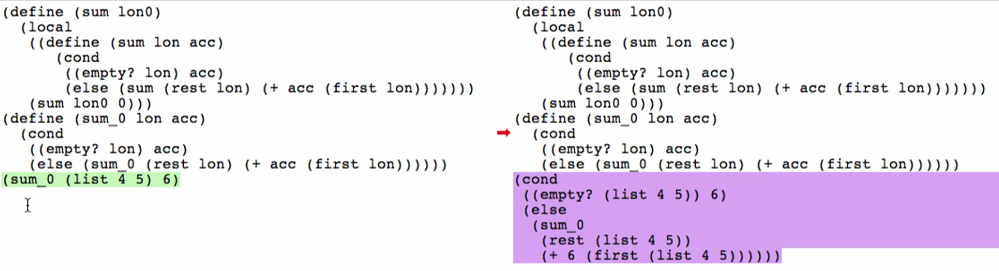 (define (sum lon0)
  (local
   ((define (sum lon acc)
      (cond
       ((empty? lon) acc)
       (else (sum (rest lon) (+ acc (first lon)))))))
   (sum lon0 0)))
(define (sum_0 lon acc)
  (cond
   ((empty? lon) acc)
   (else (sum_0 (rest lon) (+ acc (first lon))))))
(sum_0 (list 4 5) 6)
(define (sum lon0)
  (local
   ((define (sum lon acc)
      (cond
       ((empty? lon) acc)
       (else (sum (rest lon) (+ acc (first lon)))))))
   (sum lon0 0)))
(define (sum_0 lon acc)
  (cond
   ((empty? lon) acc)
   (else (sum_0 (rest lon) (+ acc (first lon))))))
(cond
 ((empty? (list 4 5)) 6)
 (else
  (sum_0
   (rest (list 4 5))
   (+ 6 (first (list 4 5))))))